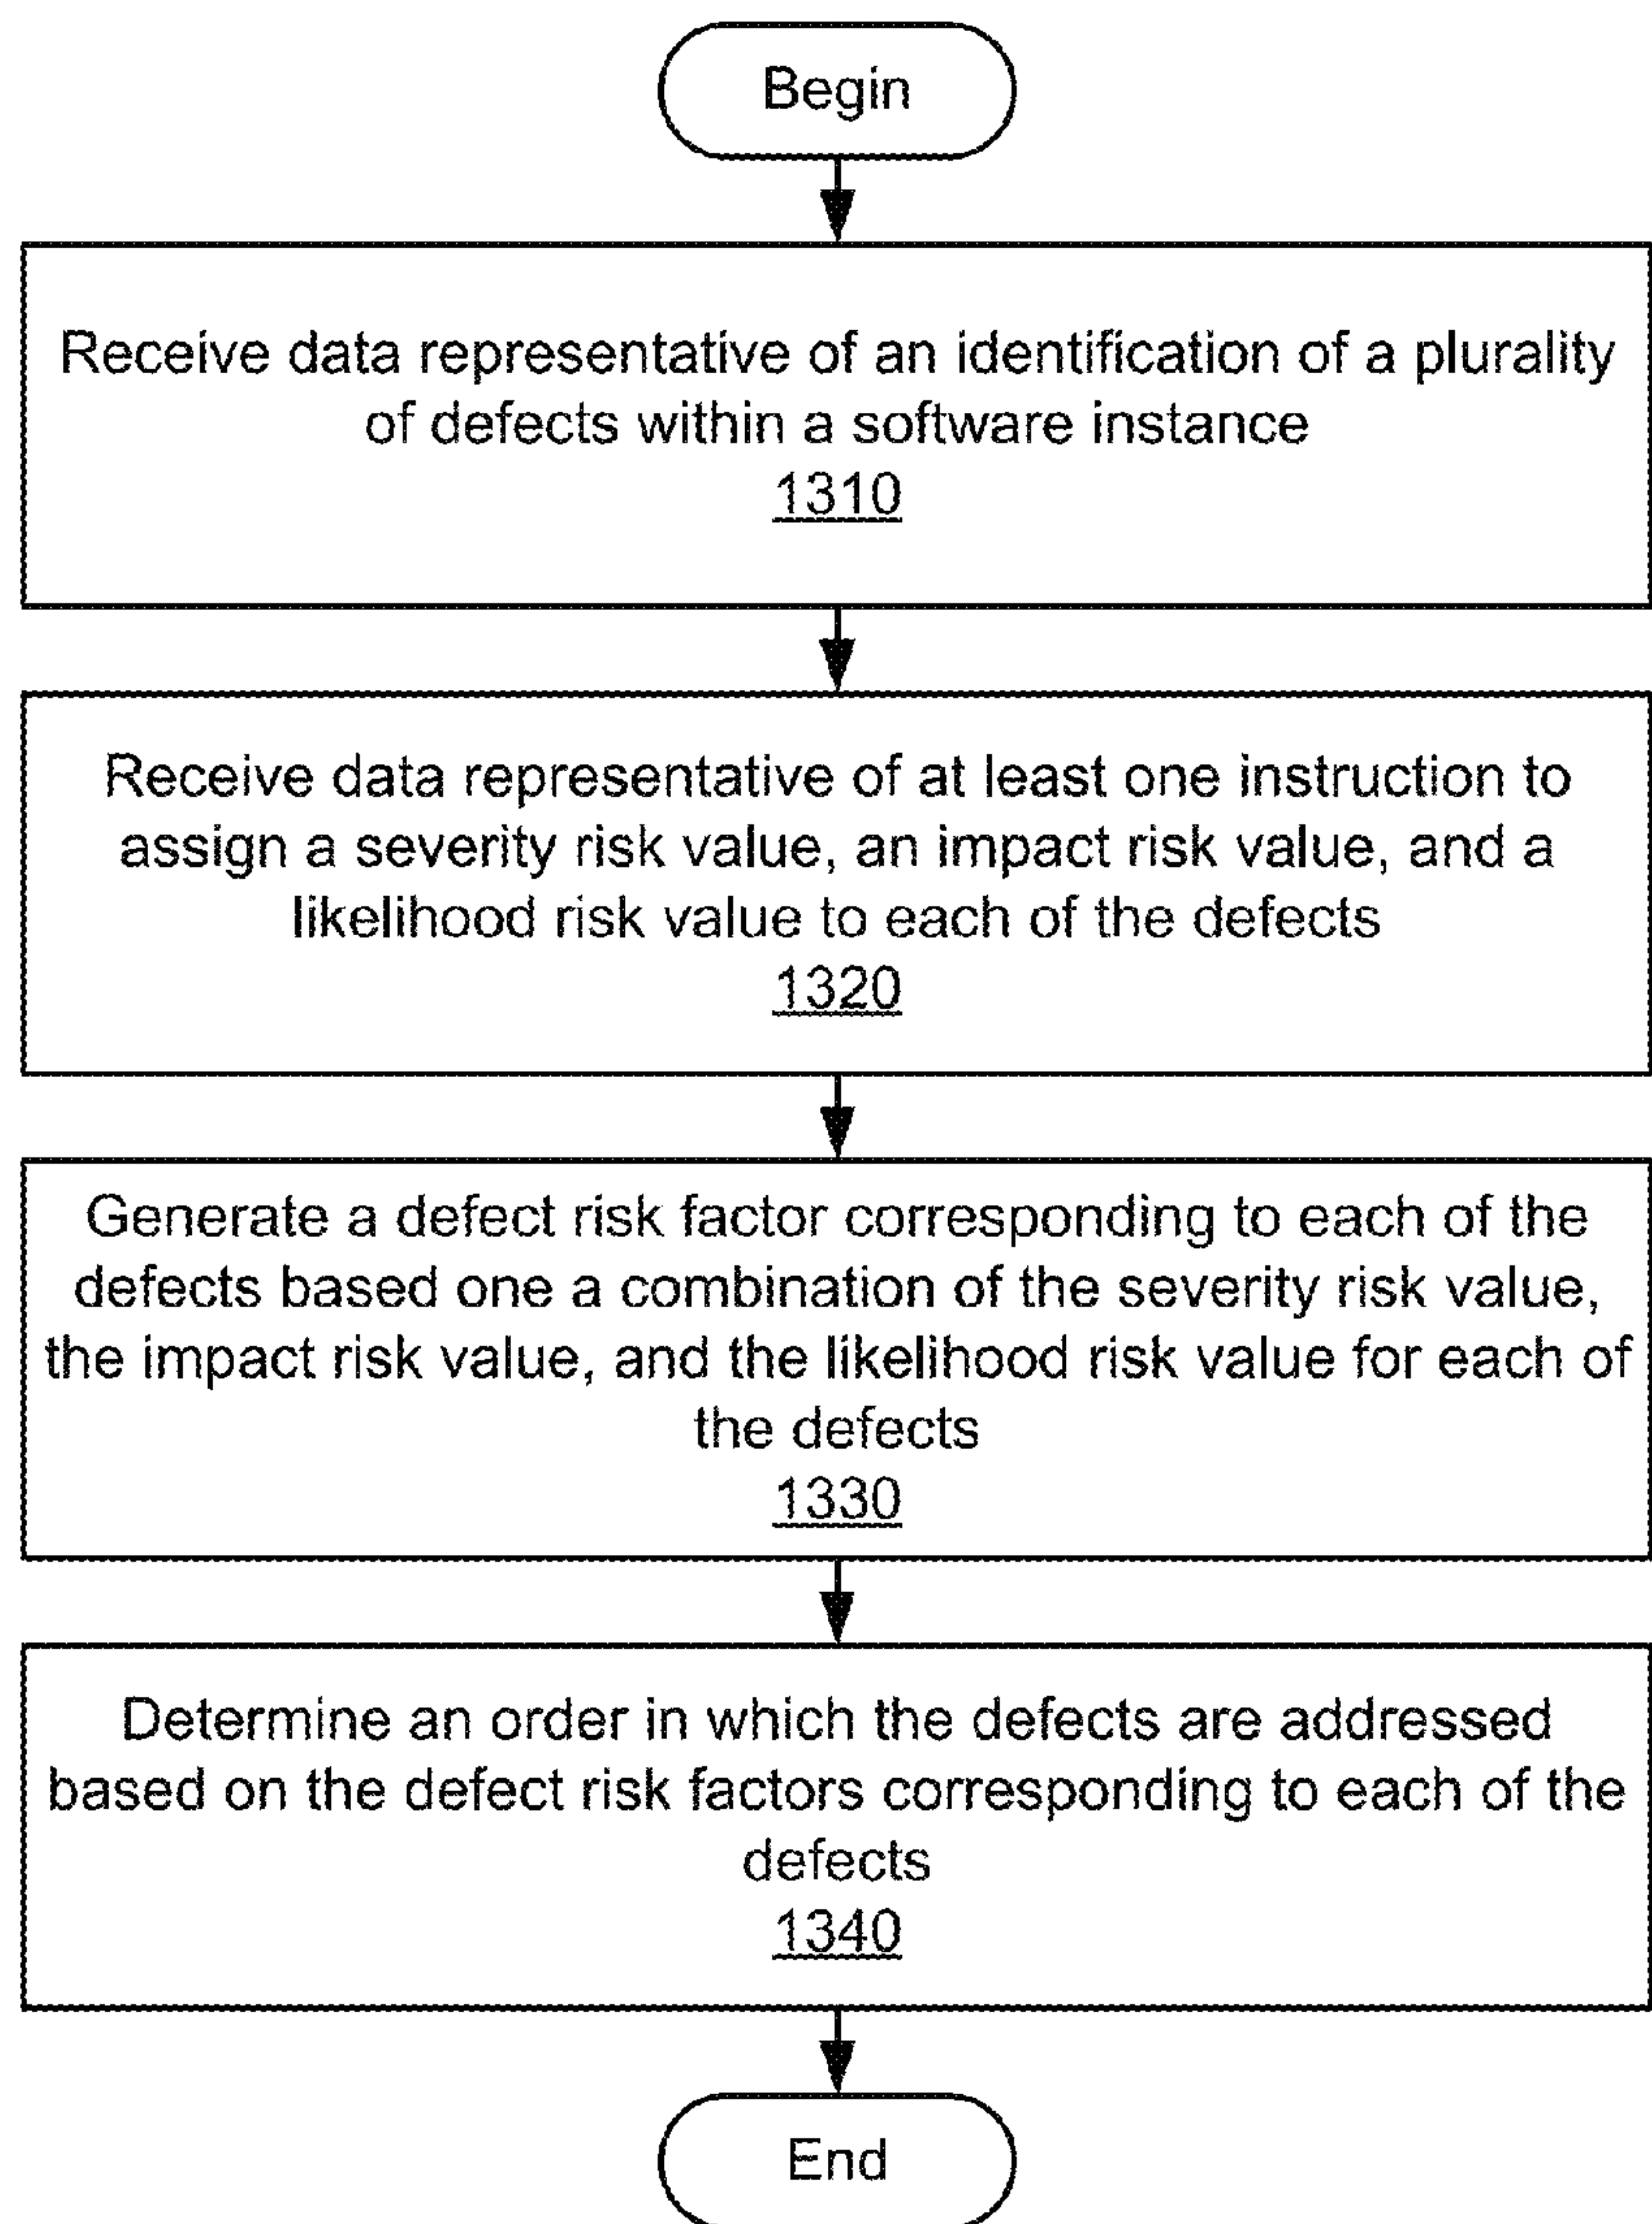 Begin
Receive data representative of an identification of a plurality
of defects within a software instance
1310
Receive data representative of at least one instruction to
assign a severity risk value, an impact risk value, and a
likelihood risk value to each of the defects
1320
Generate a defect risk factor corresponding to each of the
defects based one a combination of the severity risk value,
the impact risk value, and the likelihood risk value for each of
the defects
1330
Determine an order in which the defects are addressed
based on the defect risk factors corresponding to each of the
defects
1340
End